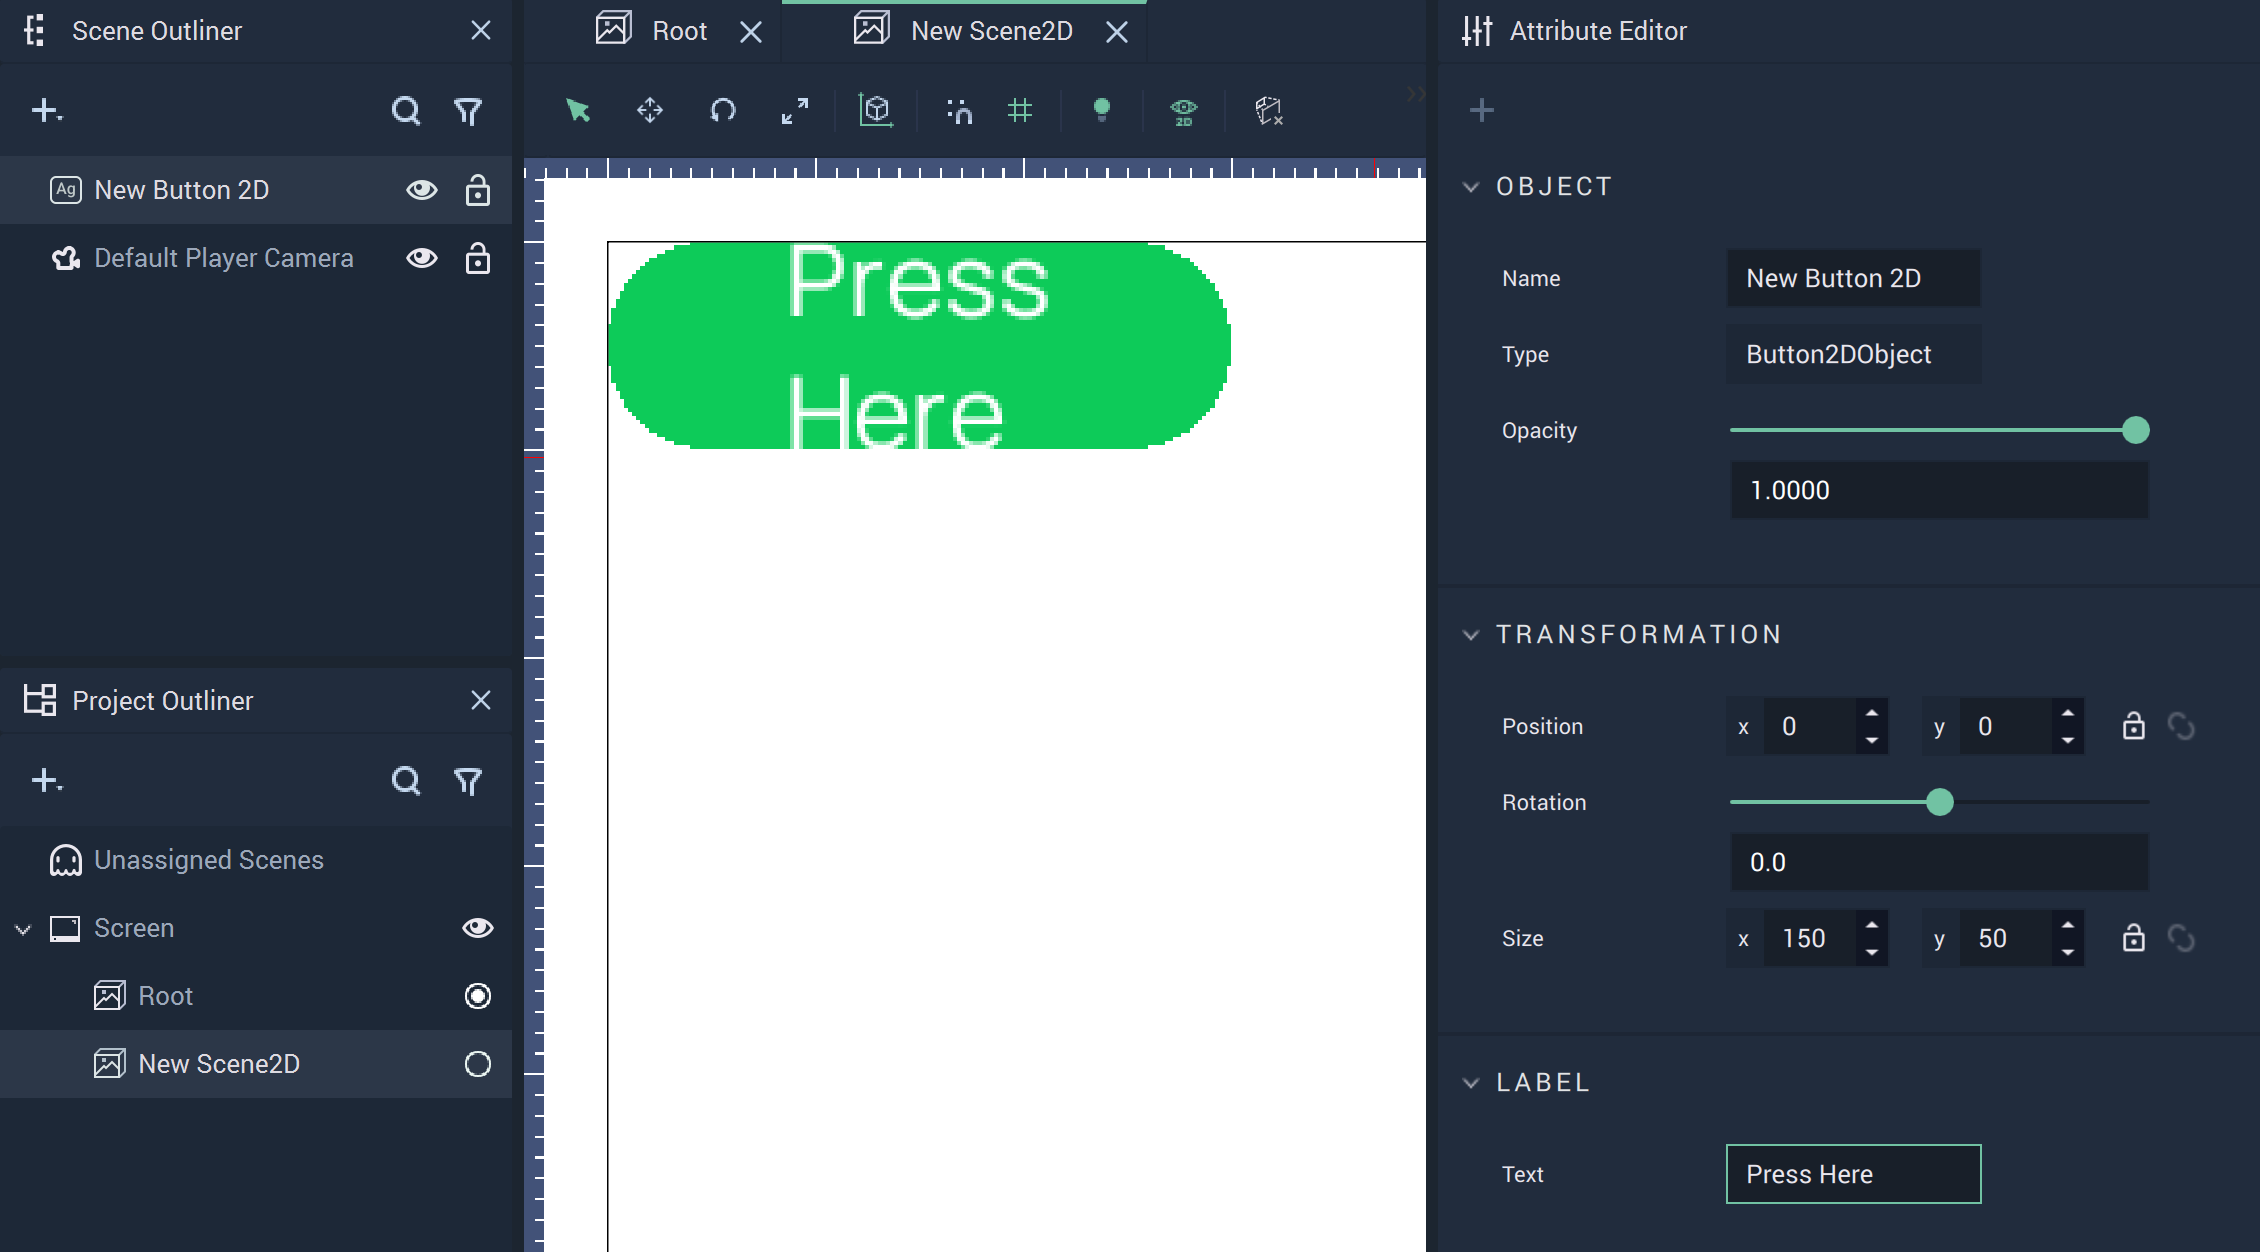 Scene Outliner
Ag New Button 2D
Default Player Camera
Project Outliner
Unassigned Scenes
Screen
Root
New Scene2D
Root
New Scene2D
2D
Press
Here
Attribute Editor
OBJECT
Name New Button 2D
Type Button2DObject
Opacity
1.0000
TRANSFORMATION
Position x 0 y 0
Rotation
0.0
Size x 150 y 50
LABEL
Text Press Here